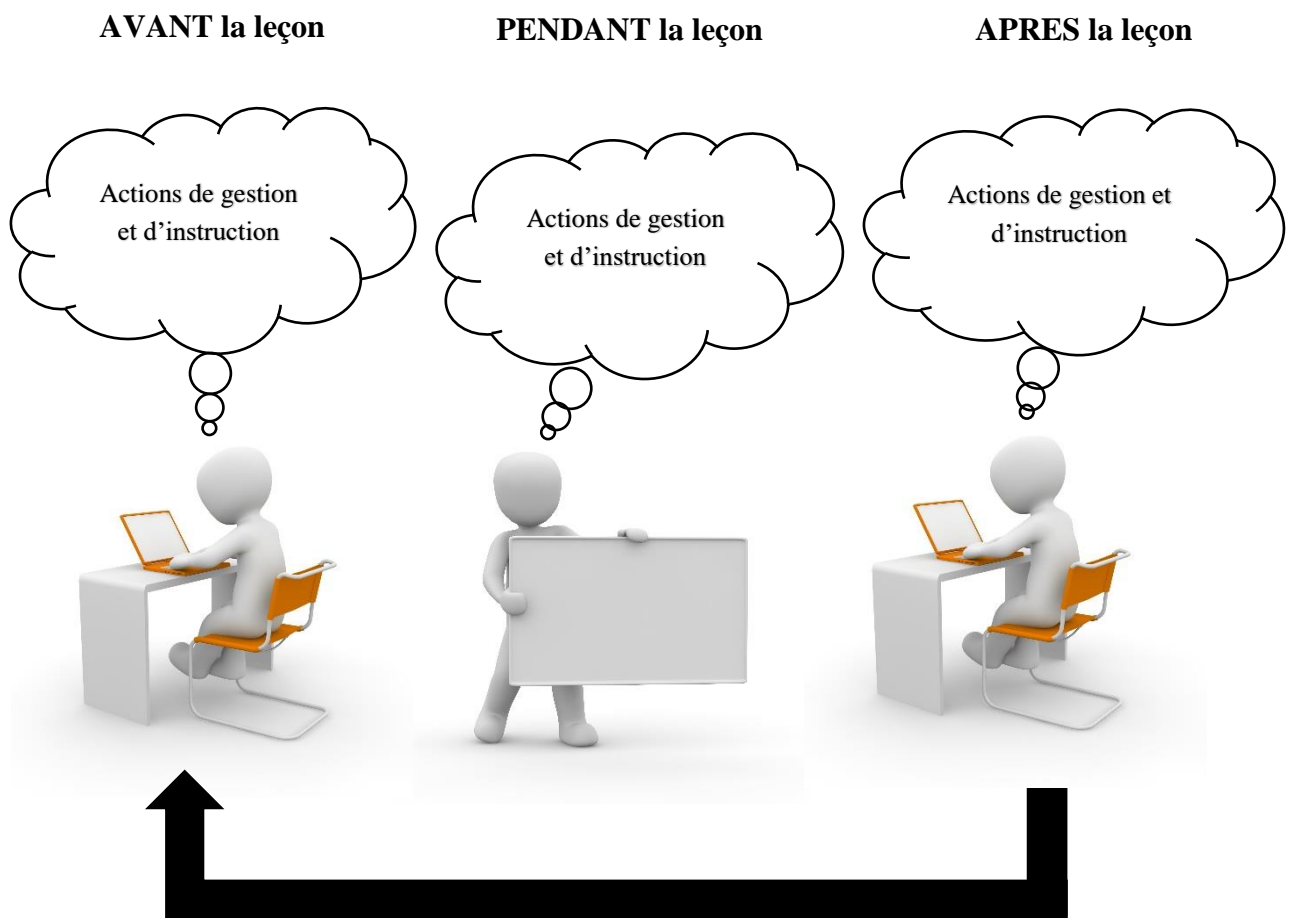 AVANT la leçon
PENDANT la leçon
APRES la leçon
Actions de gestion
et d’instruction
Actions de gestion
et d’instruction
Actions de gestion et
d’instruction